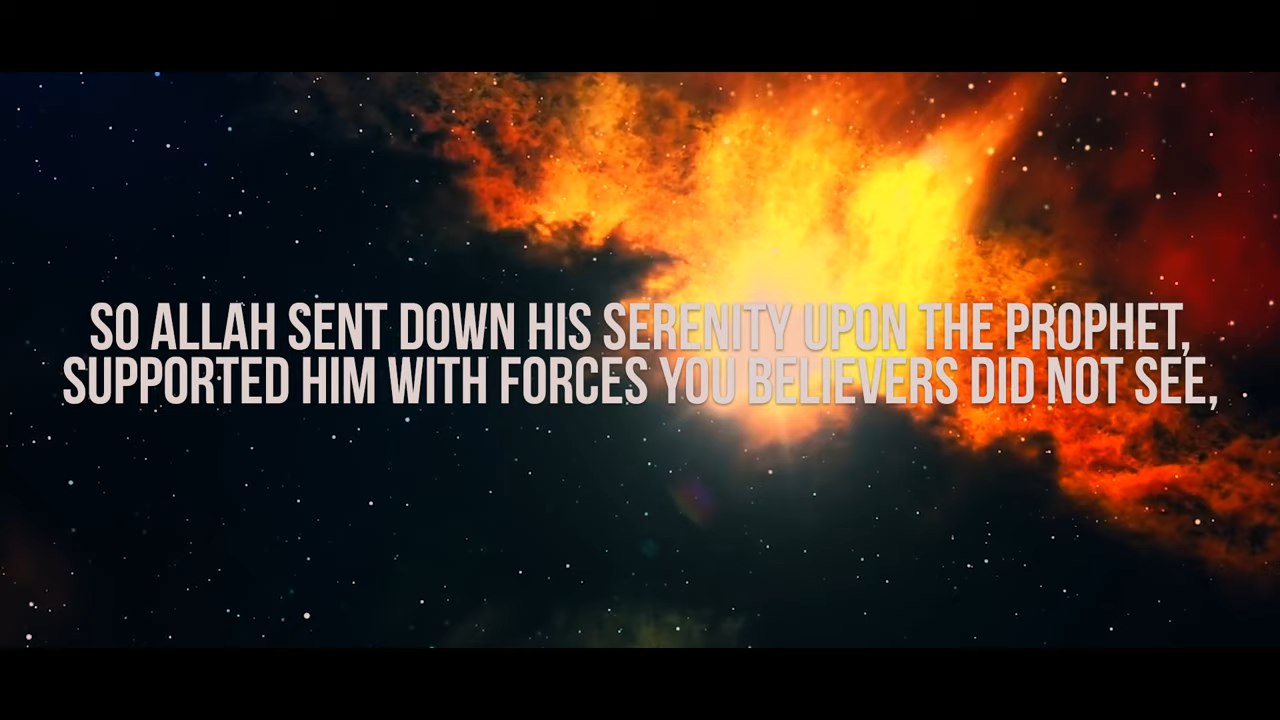 SO ALLAH SENT DOWN HIS SERENITY UPON THE PROPHET,
SUPPORTED HIM WITH FORCES YOU BELIEVERS DID NOT SEE,